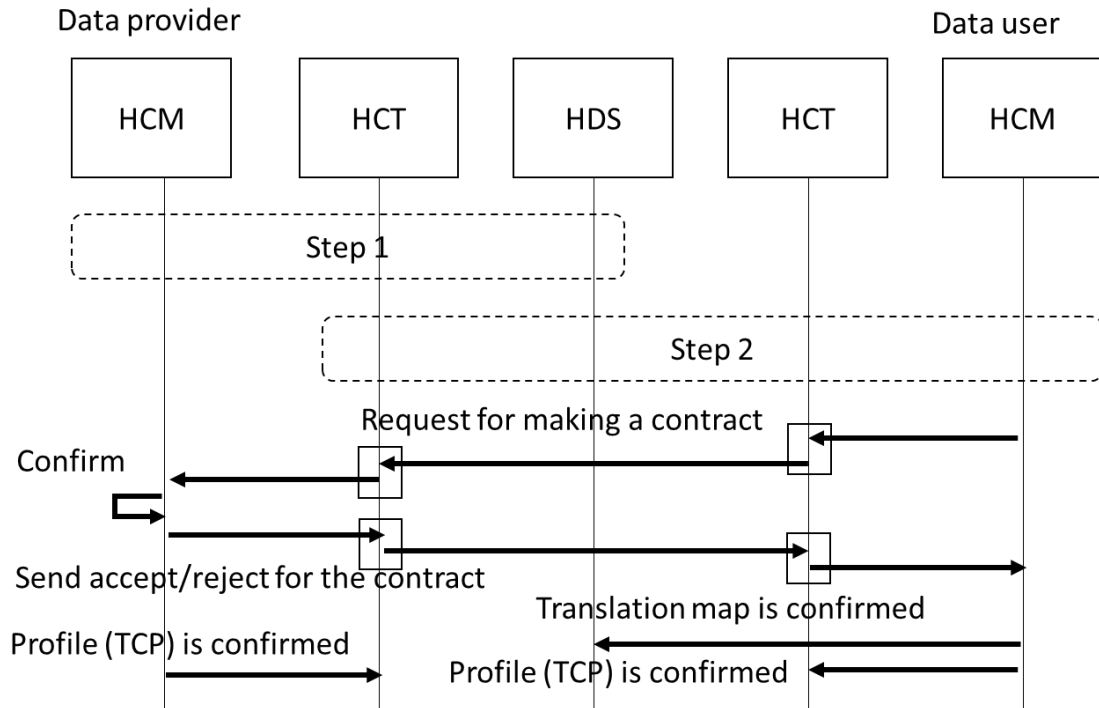 Data provider
Data user
HCM
HCT
HDS
HCT
HCM
Step 1
Step 2
Request for making a contract
Confirm
Send accept/reject for the contract
Translation map is confirmed
Profile (TCP) is confirmed
Profile (TCP) is confirmed